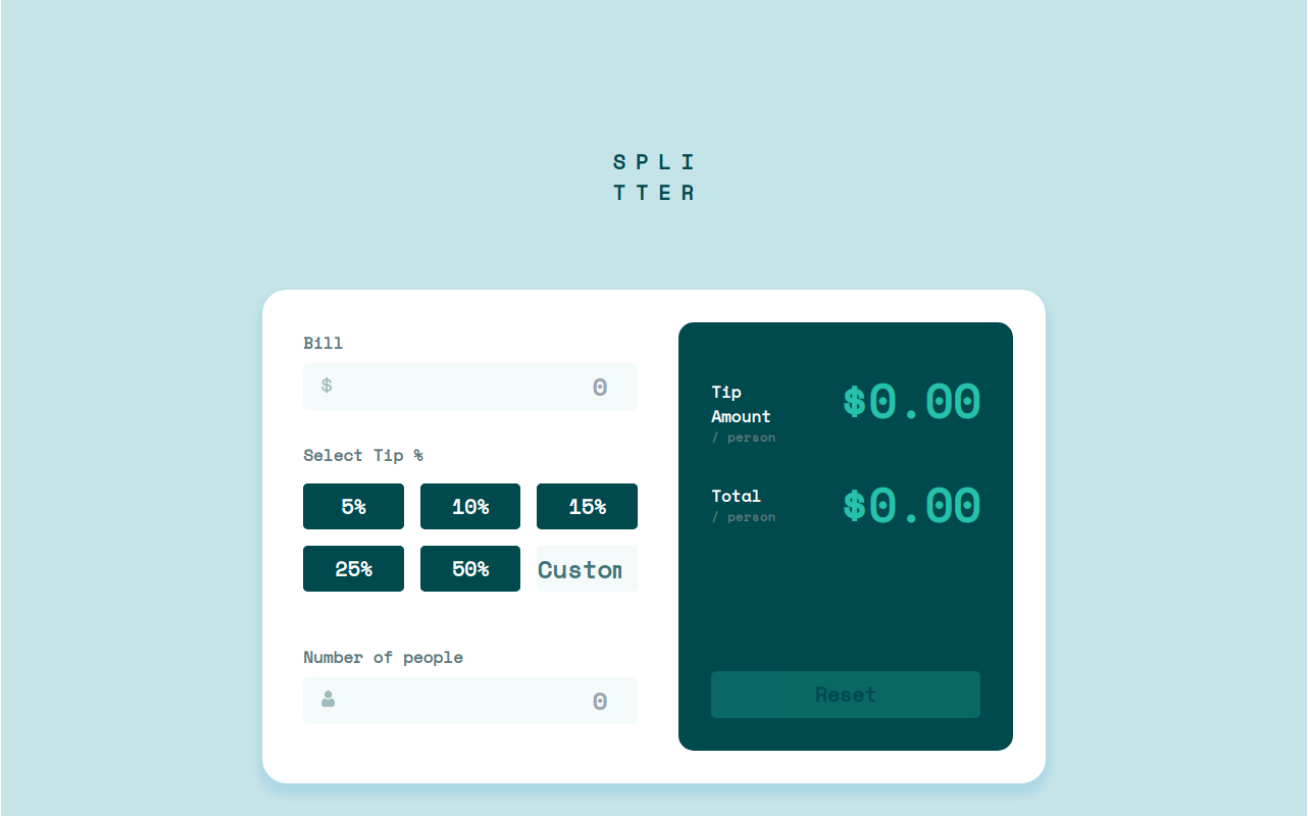 SPLI
TTER
Bill
$ 0
Select Tip %
5% 10% 15%
25% 50% Custom
Number of people
0
Tip
Amount
/ person
$0.00
Total
/ person
$0.00
Reset